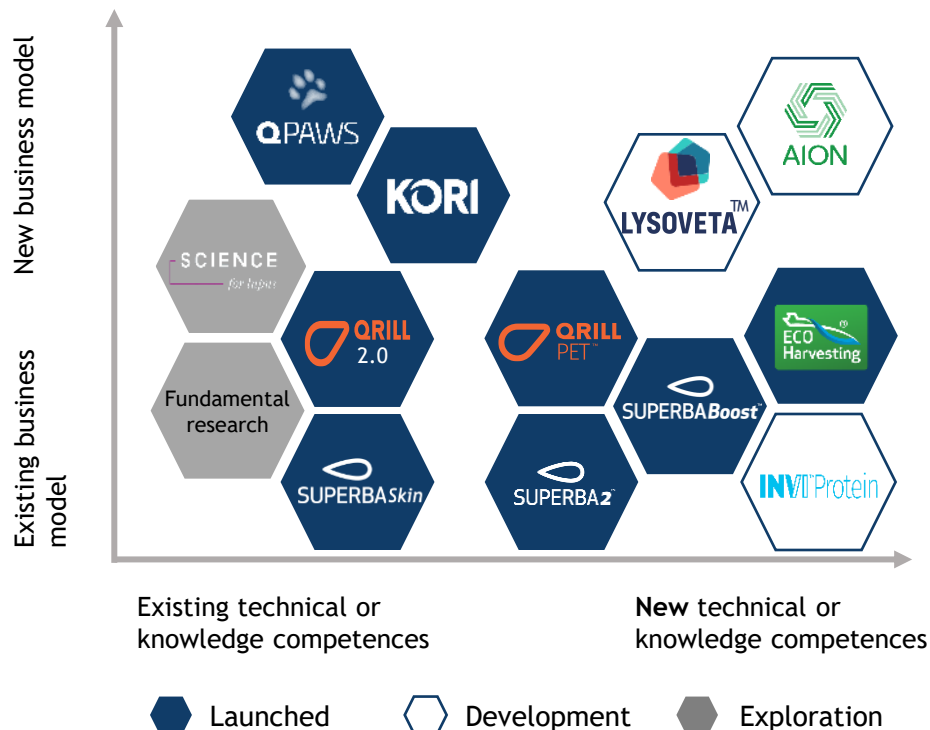 New business model
Existing business
model
QPAWS
KORI
SCIENCE
for lupus
QRILL
2.0
Fundamental
research
SUPERBASkin
QRILL
PET™
SUPERBA2™
SUPERBABoost™
LYSOVETA™
AION
ECO®
Harvesting
INVI™Protein
Existing technical or
knowledge competences
New technical or
knowledge competences
Launched
Development
Exploration